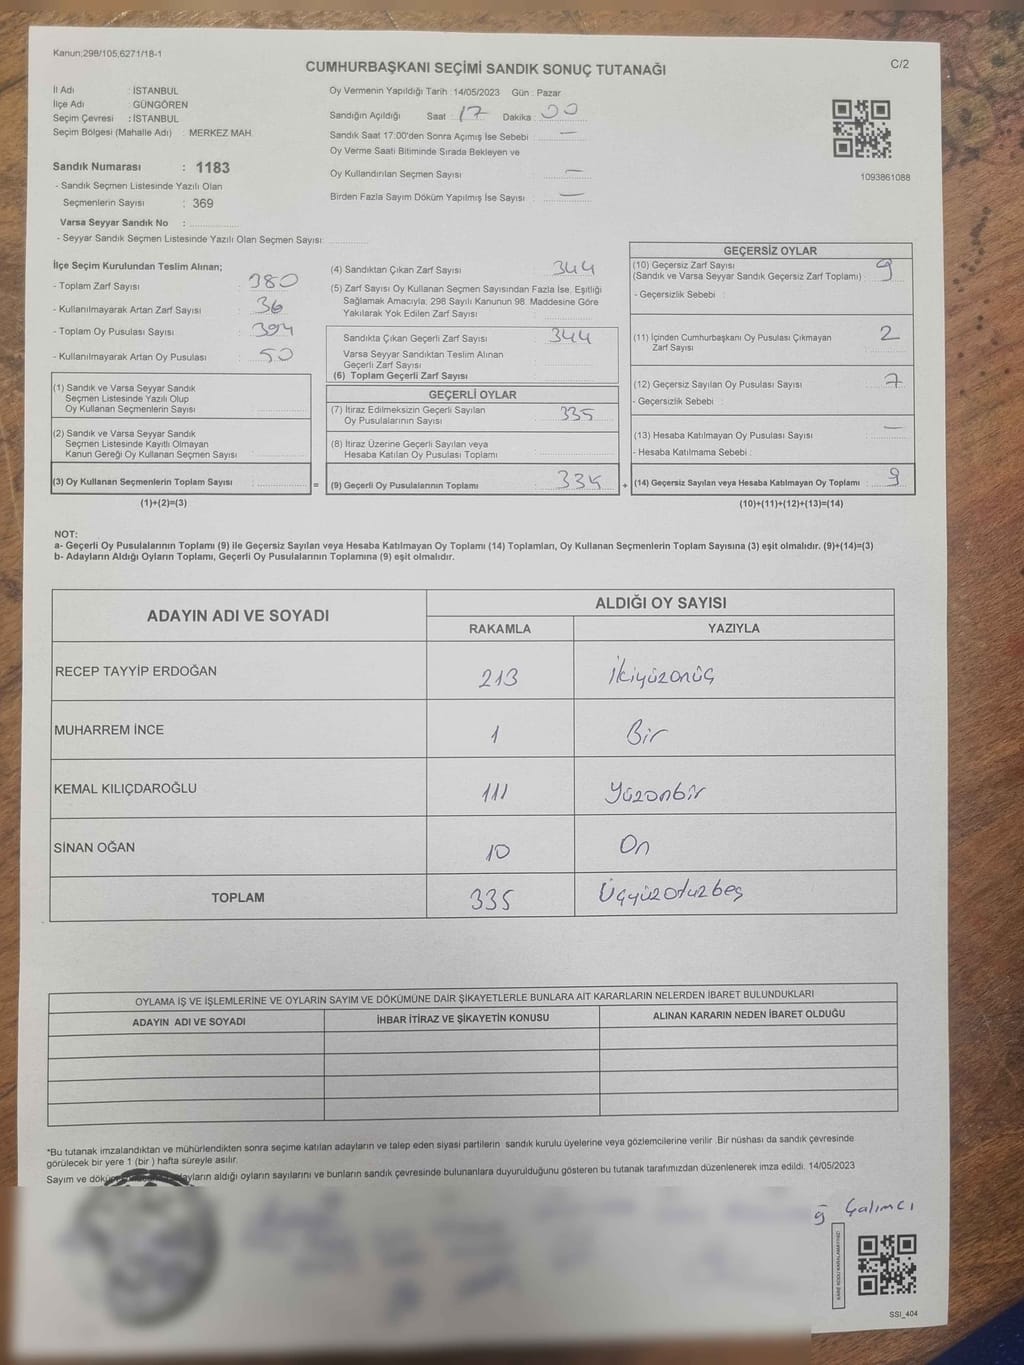 Kanun;298/105,6271/18-1
C/2
CUMHURBAŞKANI SEÇİMİ SANDIK SONUÇ TUTANAĞI
İl Adı : İSTANBUL
İlçe Adı : GÜNGÖREN
Seçim Çevresi : İSTANBUL
Seçim Bölgesi (Mahalle Adı) : MERKEZ MAH.
Sandık Numarası : 1183
- Sandık Seçmen Listesinde Yazılı Olan
Seçmenlerin Sayısı : 369
Varsa Seyyar Sandık No :
- Seyyar Sandık Seçmen Listesinde Yazılı Olan Seçmen Sayısı:
Oy Vermenin Yapıldığı Tarih : 14/05/2023 Gün : Pazar
Sandığın Açıldığı Saat : 17 Dakika : 00
Sandık Saat 17:00'den Sonra Açımış İse Sebebi : —
Oy Verme Saati Bitiminde Sırada Bekleyen ve
Oy Kullandırılan Seçmen Sayısı : —
Birden Fazla Sayım Döküm Yapılmış İse Sayısı : —
1093861088
İlçe Seçim Kurulundan Teslim Alınan;
- Toplam Zarf Sayısı : 380
- Kullanılmayarak Artan Zarf Sayısı : 36
- Toplam Oy Pusulası Sayısı : 394
- Kullanılmayarak Artan Oy Pusulası : 50
(1) Sandık ve Varsa Seyyar Sandık
Seçmen Listesinde Yazılı Olup
Oy Kullanan Seçmenlerin Sayısı :
(2) Sandık ve Varsa Seyyar Sandık
Seçmen Listesinde Kayıtlı Olmayan
Kanun Gereği Oy Kullanan Seçmen Sayısı :
(3) Oy Kullanan Seçmenlerin Toplam Sayısı :
(1)+(2)=(3)
(4) Sandıktan Çıkan Zarf Sayısı : 344
(5) Zarf Sayısı Oy Kullanan Seçmen Sayısından Fazla İse, Eşitliği
Sağlamak Amacıyla, 298 Sayılı Kanunun 98. Maddesine Göre
Yakılarak Yok Edilen Zarf Sayısı :
Sandıkta Çıkan Geçerli Zarf Sayısı : 344
Varsa Seyyar Sandıktan Teslim Alınan
Geçerli Zarf Sayısı :
(6) Toplam Geçerli Zarf Sayısı :
GEÇERLİ OYLAR
(7) İtiraz Edilmeksizin Geçerli Sayılan
Oy Pusulalarının Sayısı : 335
(8) İtiraz Üzerine Geçerli Sayılan veya
Hesaba Katılan Oy Pusulası Toplamı :
= (9) Geçerli Oy Pusulalarının Toplamı : 335
GEÇERSİZ OYLAR
(10) Geçersiz Zarf Sayısı
(Sandık ve Varsa Seyyar Sandık Geçersiz Zarf Toplamı) :
- Geçersizlik Sebebi :
(11) İçinden Cumhurbaşkanı Oy Pusulası Çıkmayan
Zarf Sayısı : 2
(12) Geçersiz Sayılan Oy Pusulası Sayısı : 7
- Geçersizlik Sebebi :
(13) Hesaba Katılmayan Oy Pusulası Sayısı : —
- Hesaba Katılmama Sebebi :
+ (14) Geçersiz Sayılan veya Hesaba Katılmayan Oy Toplamı : 9
(10)+(11)+(12)+(13)=(14)
NOT:
a- Geçerli Oy Pusulalarının Toplamı (9) ile Geçersiz Sayılan veya Hesaba Katılmayan Oy Toplamı (14) Toplamları, Oy Kullanan Seçmenlerin Toplam Sayısına (3) eşit olmalıdır. (9)+(14)=(3)
b- Adayların Aldığı Oyların Toplamı, Geçerli Oy Pusulalarının Toplamına (9) eşit olmalıdır.
ADAYIN ADI VE SOYADI
ALDIĞI OY SAYISI
RAKAMLA YAZIYLA
RECEP TAYYİP ERDOĞAN 213 İkiyüzonüç
MUHARREM İNCE 1 Bir
KEMAL KILIÇDAROĞLU 111 Yüzonbir
SİNAN OĞAN 10 On
TOPLAM 335 Üçyüzotuzbeş
OYLAMA İŞ VE İŞLEMLERİNE VE OYLARIN SAYIM VE DÖKÜMÜNE DAİR ŞİKAYETLERLE BUNLARA AİT KARARLARIN NELERDEN İBARET BULUNDUKLARI
ADAYIN ADI VE SOYADI İHBAR İTİRAZ VE ŞİKAYETİN KONUSU ALINAN KARARIN NEDEN İBARET OLDUĞU
*Bu tutanak imzalandıktan ve mühürlendikten sonra seçime katılan adayların ve talep eden siyasi partilerin sandık kurulu üyelerine veya gözlemcilerine verilir. Bir nüshası da sandık çevresinde
görülecek bir yere 1 (bir) hafta süreyle asılır.
Sayım ve aldığı oyların sayılarını ve bunların sandık çevresinde bulunanlara duyurulduğunu gösteren bu tutanak tarafımızdan düzenlenerek imza edildi. 14/05/2023
Çalımcı
KARE KODU KARALAMAYINIZ!
SSI_404